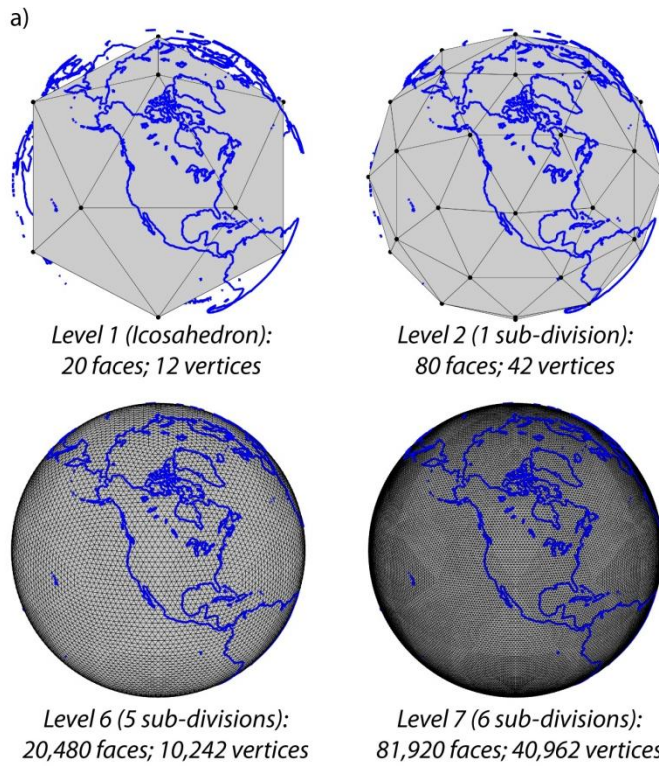 a)
Level 1 (Icosahedron):
20 faces; 12 vertices
Level 2 (1 sub-division):
80 faces; 42 vertices
Level 6 (5 sub-divisions):
20,480 faces; 10,242 vertices
Level 7 (6 sub-divisions):
81,920 faces; 40,962 vertices